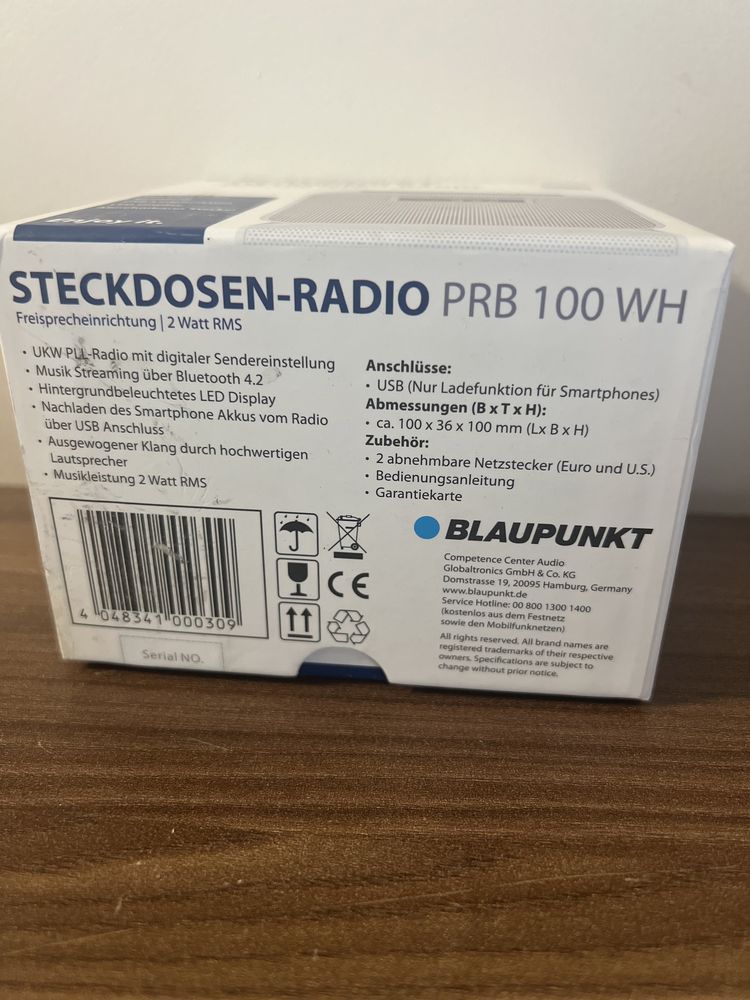 Enjoy it.
STECKDOSEN-RADIO PRB 100 WH
Freisprecheinrichtung | 2 Watt RMS
• UKW PLL-Radio mit digitaler Sendereinstellung
• Musik Streaming über Bluetooth 4.2
• Hintergrundbeleuchtetes LED Display
• Nachladen des Smartphone Akkus vom Radio
über USB Anschluss
• Ausgewogener Klang durch hochwertigen
Lautsprecher
• Musikleistung 2 Watt RMS
Anschlüsse:
• USB (Nur Ladefunktion für Smartphones)
Abmessungen (B x T x H):
• ca. 100 x 36 x 100 mm (Lx B x H)
Zubehör:
• 2 abnehmbare Netzstecker (Euro und U.S.)
• Bedienungsanleitung
• Garantiekarte
4 048341 000309
Serial NO.
CE
BLAUPUNKT
Competence Center Audio
Globaltronics GmbH & Co. KG
Domstrasse 19, 20095 Hamburg, Germany
www.blaupunkt.de
Service Hotline: 00 800 1300 1400
(kostenlos aus dem Festnetz
sowie den Mobilfunknetzen)
All rights reserved. All brand names are
registered trademarks of their respective
owners. Specifications are subject to
change without prior notice.